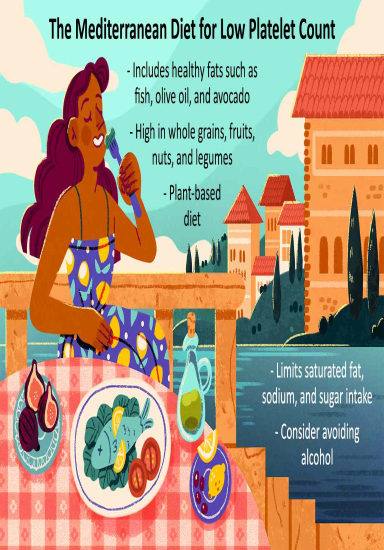 The Mediterranean Diet for Low Platelet Count
- Includes healthy fats such as
fish, olive oil, and avocado
- High in whole grains, fruits,
nuts, and legumes
- Plant-based
diet
- Limits saturated fat,
sodium, and sugar intake
- Consider avoiding
alcohol